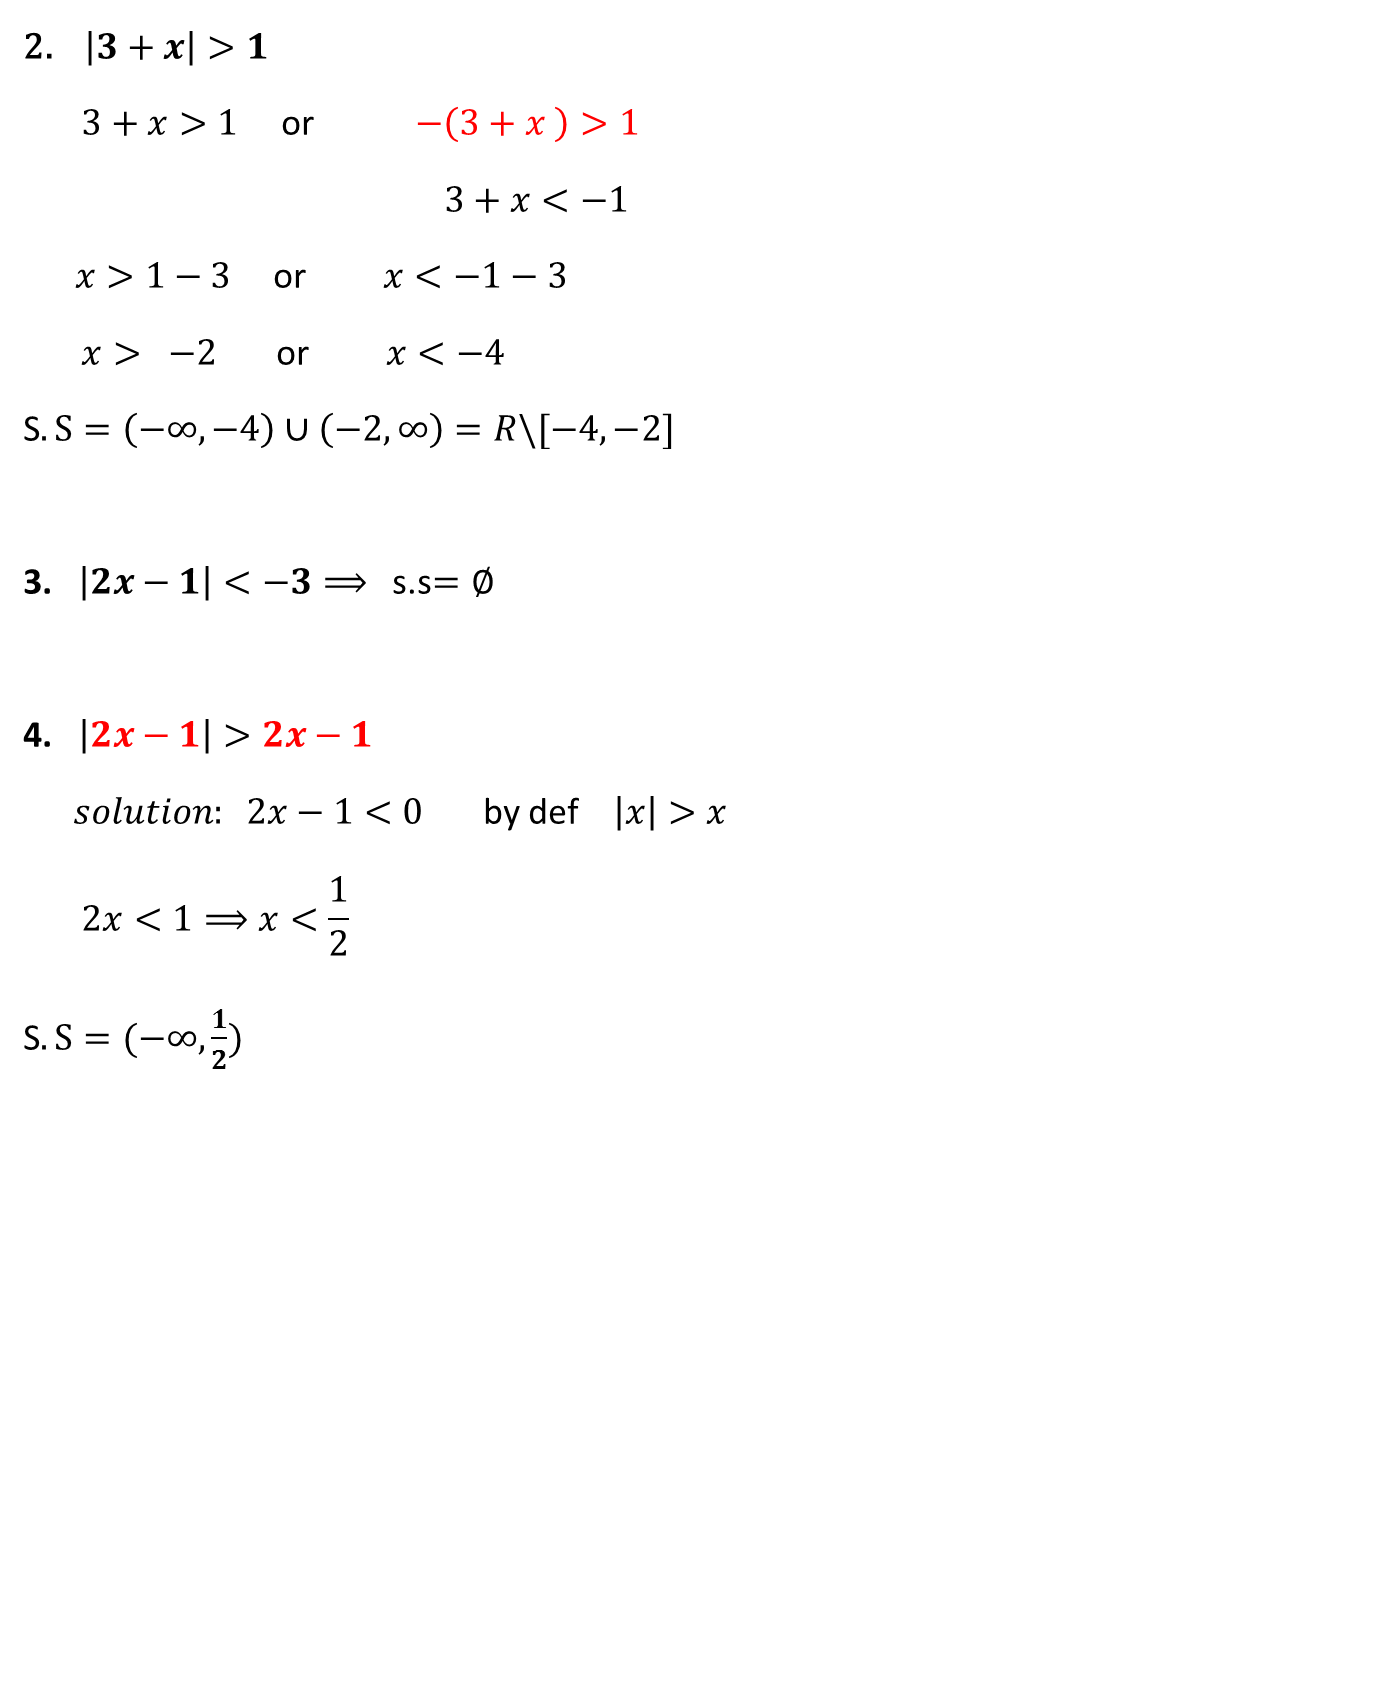 2. |3 + x| > 1
3 + x > 1 or −(3 + x ) > 1
3 + x < −1
x > 1 − 3 or x < −1 − 3
x > −2 or x < −4
S. S = (−∞, −4) ∪ (−2, ∞) = R\[−4, −2]
3. |2x − 1| < −3 ⟹ s.s= ∅
4. |2x − 1| > 2x − 1
solution: 2x − 1 < 0 by def |x| > x
2x < 1 ⟹ x < 1/2
S. S = (−∞, 1/2)